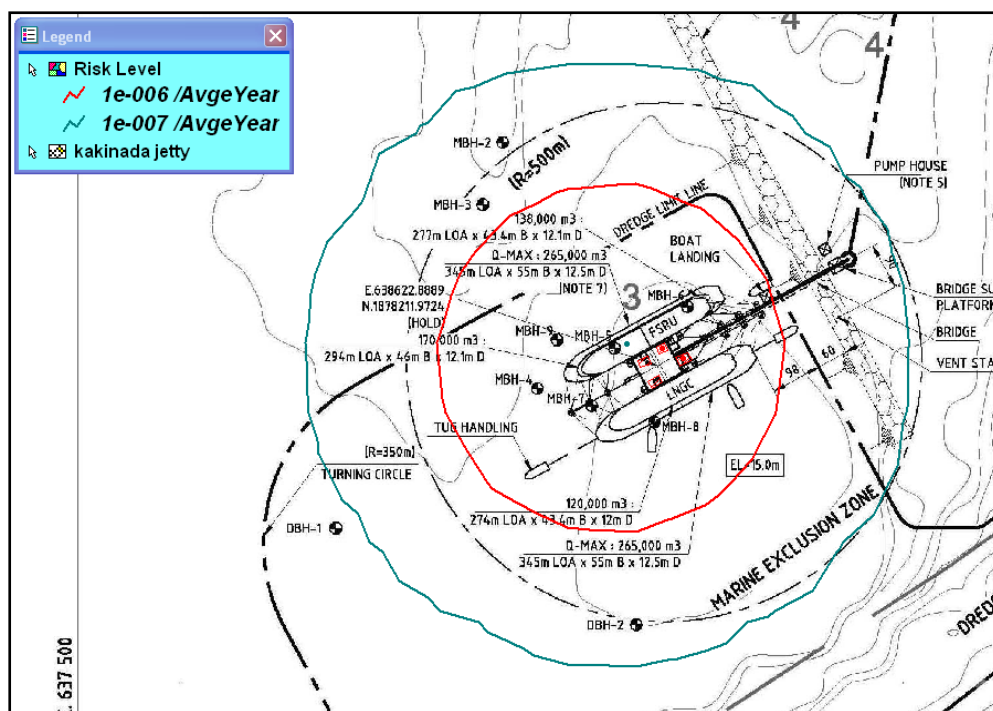 Legend
Risk Level
1e-006 /AvgeYear
1e-007 /AvgeYear
kakinada jetty
4
4
MBH-2
(R=500m)
PUMP HOUSE
(NOTE 5)
MBH-3
DREDGE LIMIT LINE
138,000 m3 :
277m LOA x 43.4m B x 12.1m D
BOAT
LANDING
Q-MAX : 265,000 m3
345m LOA x 55m B x 12.5m D
(NOTE 7)
E.638622.8889
N.1878211.9724
(HOLD)
3
MBH-6
BRIDGE SU
PLATFORM
170,000 m3 :
294m LOA x 46m B x 12.1m D
MBH-9
MBH-5
FSRU
BRIDGE
VENT STA
60
98
MBH-4
MBH-7
LNGC
TUG HANDLING
MBH-8
(R=350m)
TURNING CIRCLE
EL -15.0m
120,000 m3 :
274m LOA x 43.4m B x 12m D
DBH-1
Q-MAX : 265,000 m3
345m LOA x 55m B x 12.5m D
MARINE EXCLUSION ZONE
DBH-2
DRED
637 500